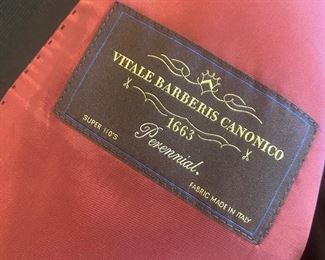 VITALE BARBERIS CANONICO
1663
Perennial.
SUPER 110'S
FABRIC MADE IN ITALY